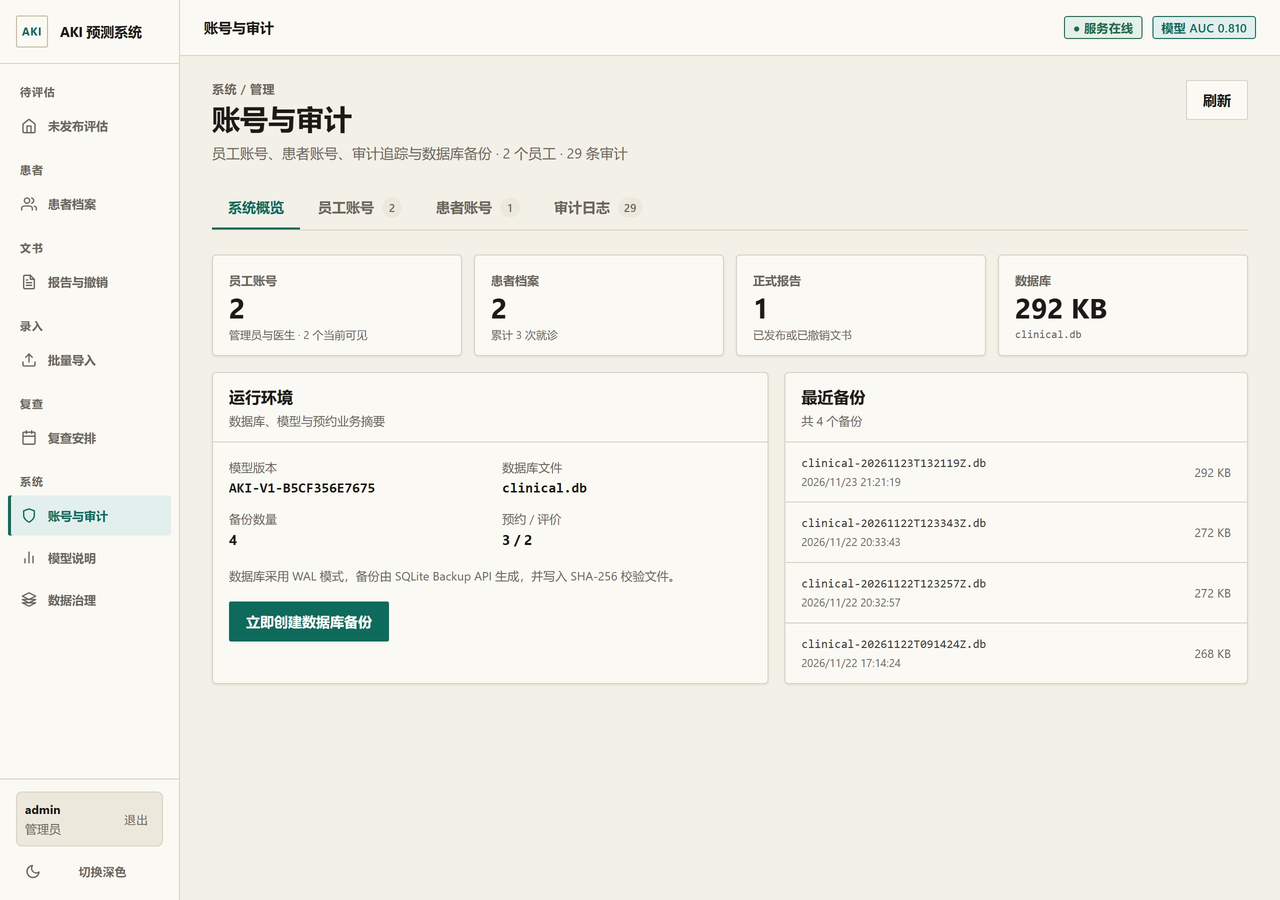 AKI
AKI 预测系统
待评估
未发布评估
患者
患者档案
文书
报告与撤销
录入
批量导入
复查
复查安排
系统
账号与审计
模型说明
数据治理
admin
管理员
退出
切换深色
账号与审计
服务在线
模型 AUC 0.810
系统 / 管理
账号与审计
员工账号、患者账号、审计追踪与数据库备份 · 2 个员工 · 29 条审计
刷新
系统概览
员工账号 2
患者账号 1
审计日志 29
员工账号
2
管理员与医生 · 2 个当前可见
患者档案
2
累计 3 次就诊
正式报告
1
已发布或已撤销文书
数据库
292 KB
clinical.db
运行环境
数据库、模型与预约业务摘要
模型版本
AKI-V1-B5CF356E7675
数据库文件
clinical.db
备份数量
4
预约 / 评价
3 / 2
数据库采用 WAL 模式，备份由 SQLite Backup API 生成，并写入 SHA-256 校验文件。
立即创建数据库备份
最近备份
共 4 个备份
clinical-20261123T132119Z.db
2026/11/23 21:21:19
292 KB
clinical-20261122T123343Z.db
2026/11/22 20:33:43
272 KB
clinical-20261122T123257Z.db
2026/11/22 20:32:57
272 KB
clinical-20261122T091424Z.db
2026/11/22 17:14:24
268 KB